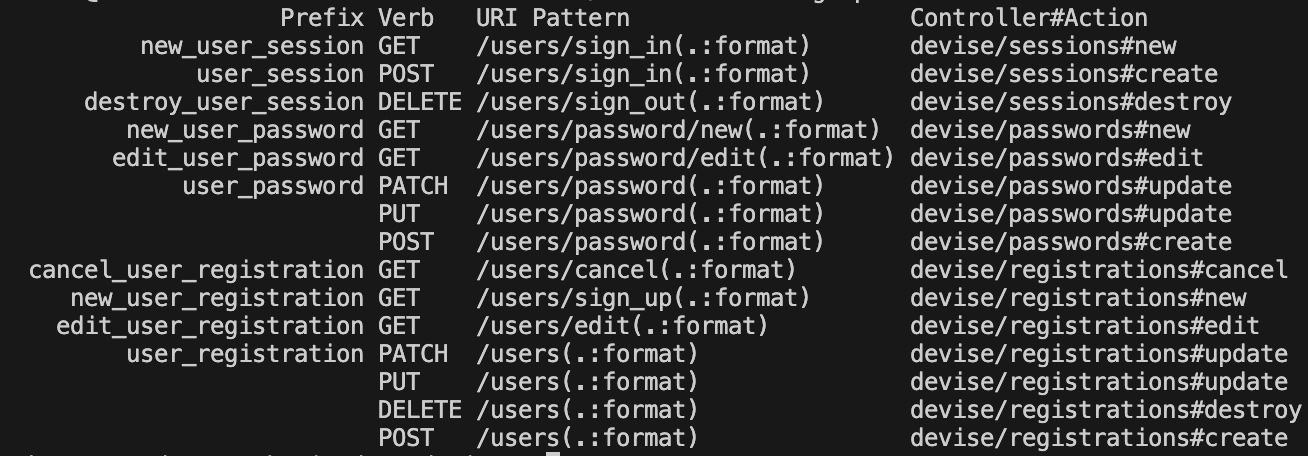 Prefix Verb URI Pattern Controller#Action
new_user_session GET /users/sign_in(.:format) devise/sessions#new
user_session POST /users/sign_in(.:format) devise/sessions#create
destroy_user_session DELETE /users/sign_out(.:format) devise/sessions#destroy
new_user_password GET /users/password/new(.:format) devise/passwords#new
edit_user_password GET /users/password/edit(.:format) devise/passwords#edit
user_password PATCH /users/password(.:format) devise/passwords#update
PUT /users/password(.:format) devise/passwords#update
POST /users/password(.:format) devise/passwords#create
cancel_user_registration GET /users/cancel(.:format) devise/registrations#cancel
new_user_registration GET /users/sign_up(.:format) devise/registrations#new
edit_user_registration GET /users/edit(.:format) devise/registrations#edit
user_registration PATCH /users(.:format) devise/registrations#update
PUT /users(.:format) devise/registrations#update
DELETE /users(.:format) devise/registrations#destroy
POST /users(.:format) devise/registrations#create